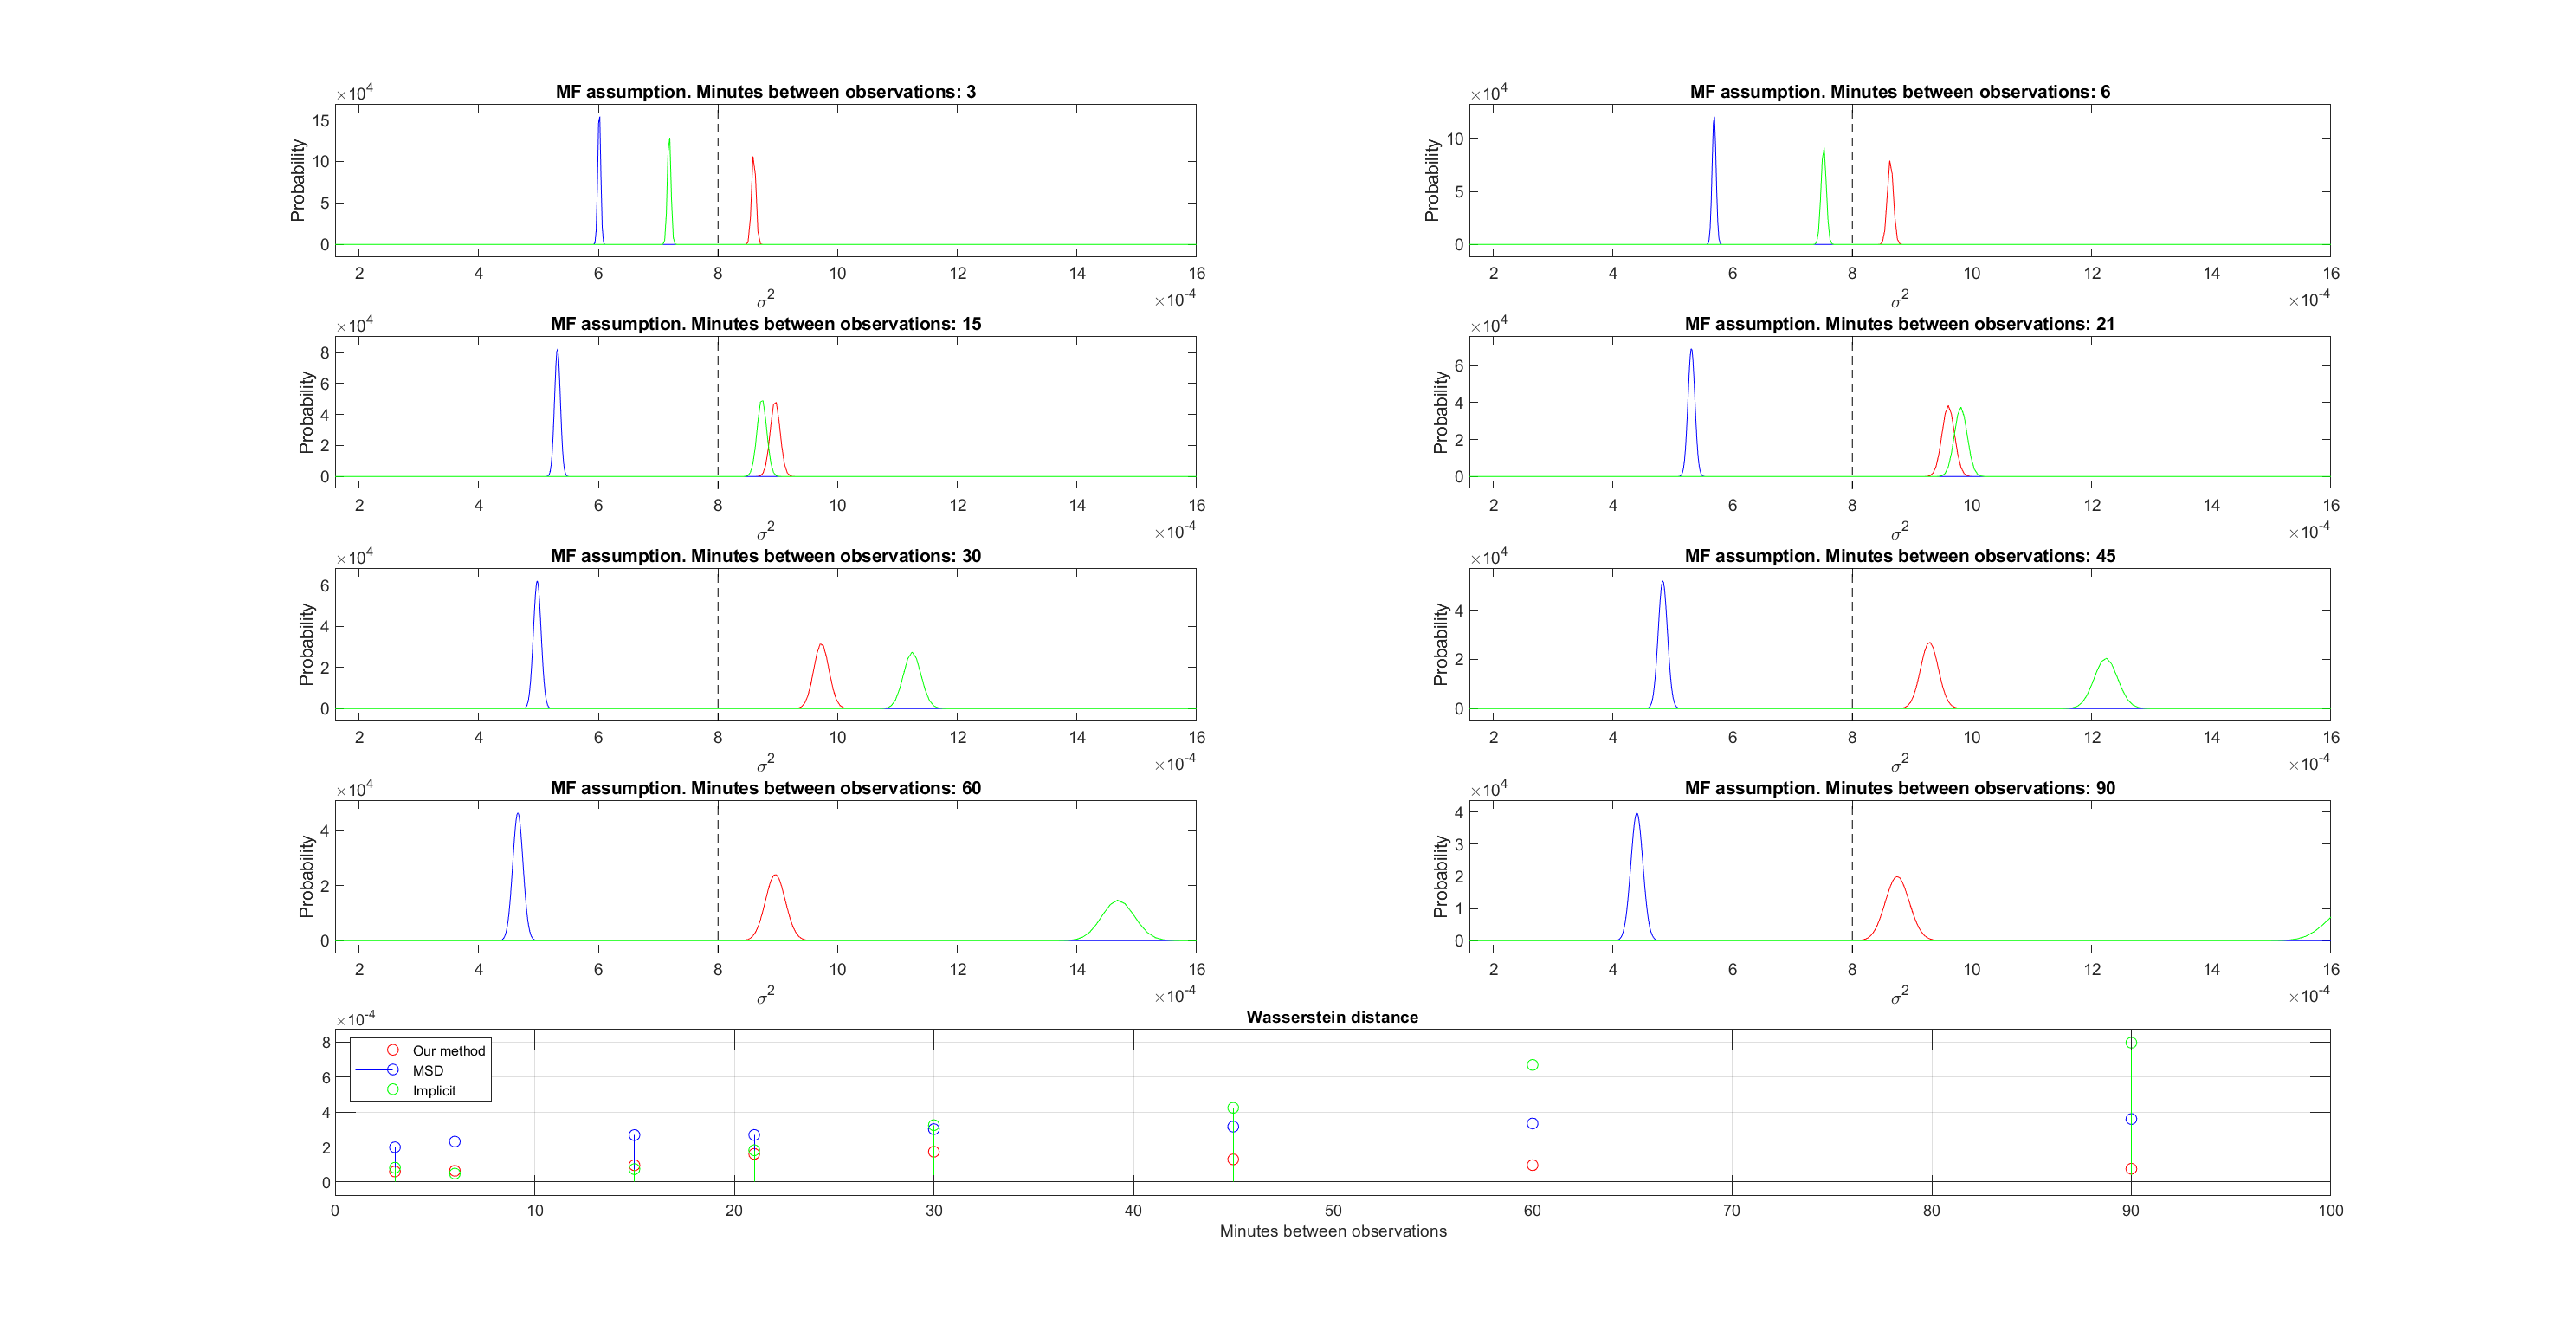 MF assumption. Minutes between observations: 3
×10^4
15
10
5
0
Probability
2 4 6 8 10 12 14 16
σ^2
×10^-4
MF assumption. Minutes between observations: 6
×10^4
10
5
0
Probability
2 4 6 8 10 12 14 16
σ^2
×10^-4
MF assumption. Minutes between observations: 15
×10^4
8
6
4
2
0
Probability
2 4 6 8 10 12 14 16
σ^2
×10^-4
MF assumption. Minutes between observations: 21
×10^4
6
4
2
0
Probability
2 4 6 8 10 12 14 16
σ^2
×10^-4
MF assumption. Minutes between observations: 30
×10^4
6
4
2
0
Probability
2 4 6 8 10 12 14 16
σ^2
×10^-4
MF assumption. Minutes between observations: 45
×10^4
4
2
0
Probability
2 4 6 8 10 12 14 16
σ^2
×10^-4
MF assumption. Minutes between observations: 60
×10^4
4
2
0
Probability
2 4 6 8 10 12 14 16
σ^2
×10^-4
MF assumption. Minutes between observations: 90
×10^4
4
3
2
1
0
Probability
2 4 6 8 10 12 14 16
σ^2
×10^-4
Wasserstein distance
×10^-4
8
6
4
2
0
Our method
MSD
Implicit
0 10 20 30 40 50 60 70 80 90 100
Minutes between observations